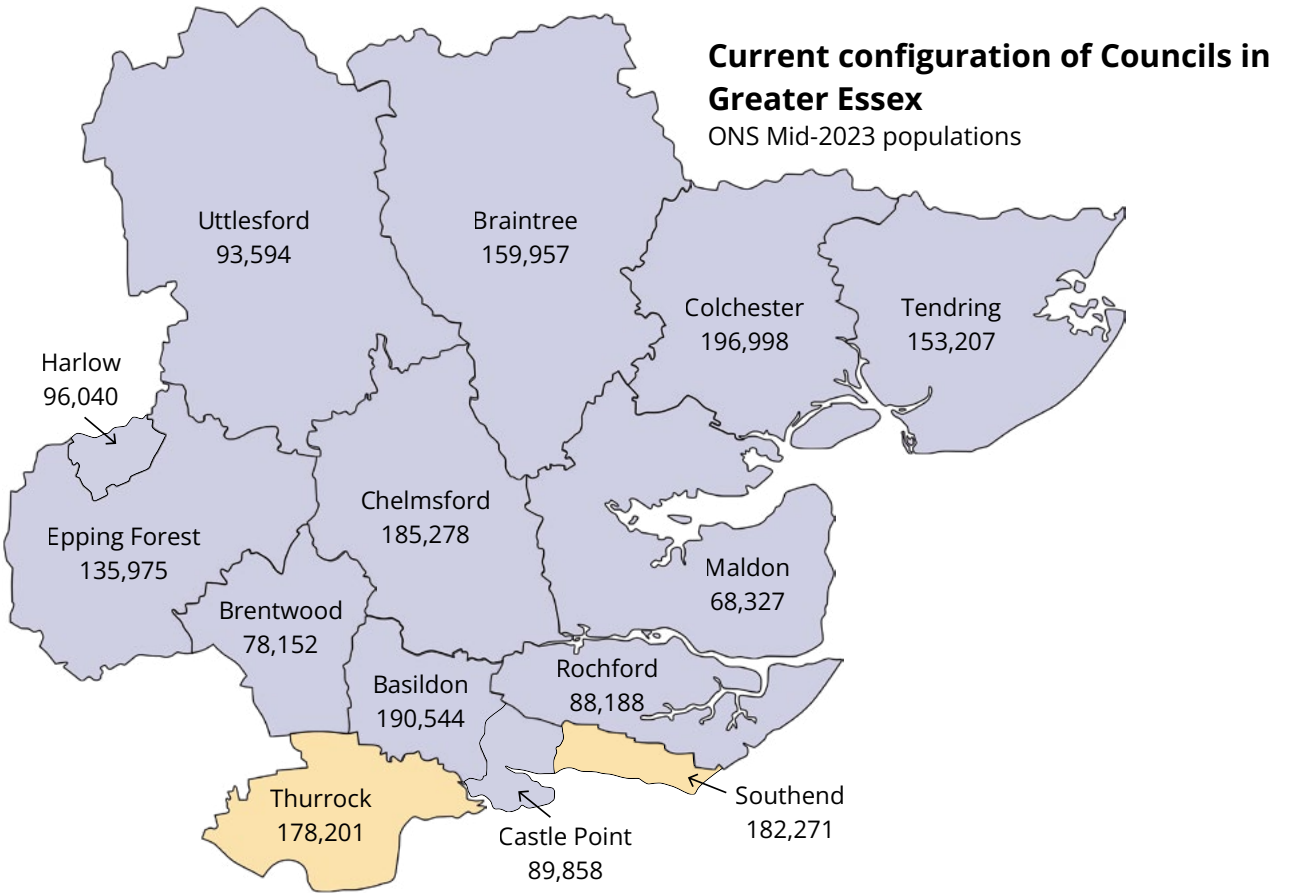 Current configuration of Councils in
Greater Essex
ONS Mid-2023 populations
Uttlesford
93,594
Braintree
159,957
Colchester
196,998
Tendring
153,207
Harlow
96,040
Chelmsford
185,278
Epping Forest
135,975
Maldon
68,327
Brentwood
78,152
Rochford
88,188
Basildon
190,544
Thurrock
178,201
Southend
182,271
Castle Point
89,858